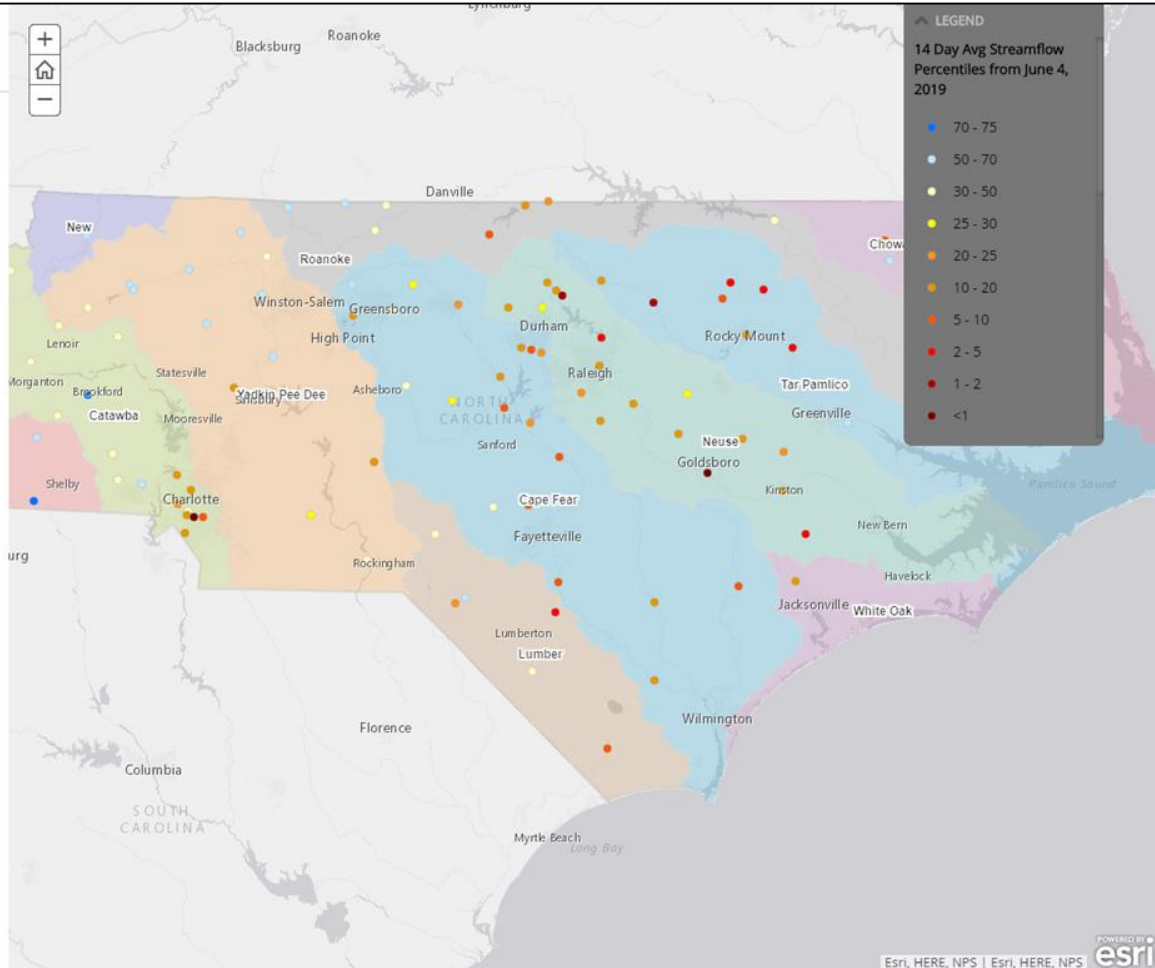 Lynchburg
Roanoke
Blacksburg
+
−
LEGEND
14 Day Avg Streamflow
Percentiles from June 4,
2019
70 - 75
50 - 70
30 - 50
25 - 30
20 - 25
10 - 20
5 - 10
2 - 5
1 - 2
<1
Danville
New
Chowa
Roanoke
Winston-Salem
Greensboro
Durham
High Point
Rocky Mount
Lenoir
Raleigh
Statesville
Morganton
Brookford
Asheboro
Tar Pamlico
Yadkin Pee Dee
Salisbury
NORTH
CAROLINA
Catawba
Mooresville
Greenville
Sanford
Neuse
Goldsboro
Shelby
Charlotte
Cape Fear
Kinston
Pamlico Sound
New Bern
Fayetteville
urg
Rockingham
Havelock
Jacksonville
White Oak
Lumberton
Lumber
Wilmington
Florence
Columbia
SOUTH
CAROLINA
Myrtle Beach
Long Bay
POWERED BY
esri
Esri, HERE, NPS | Esri, HERE, NPS